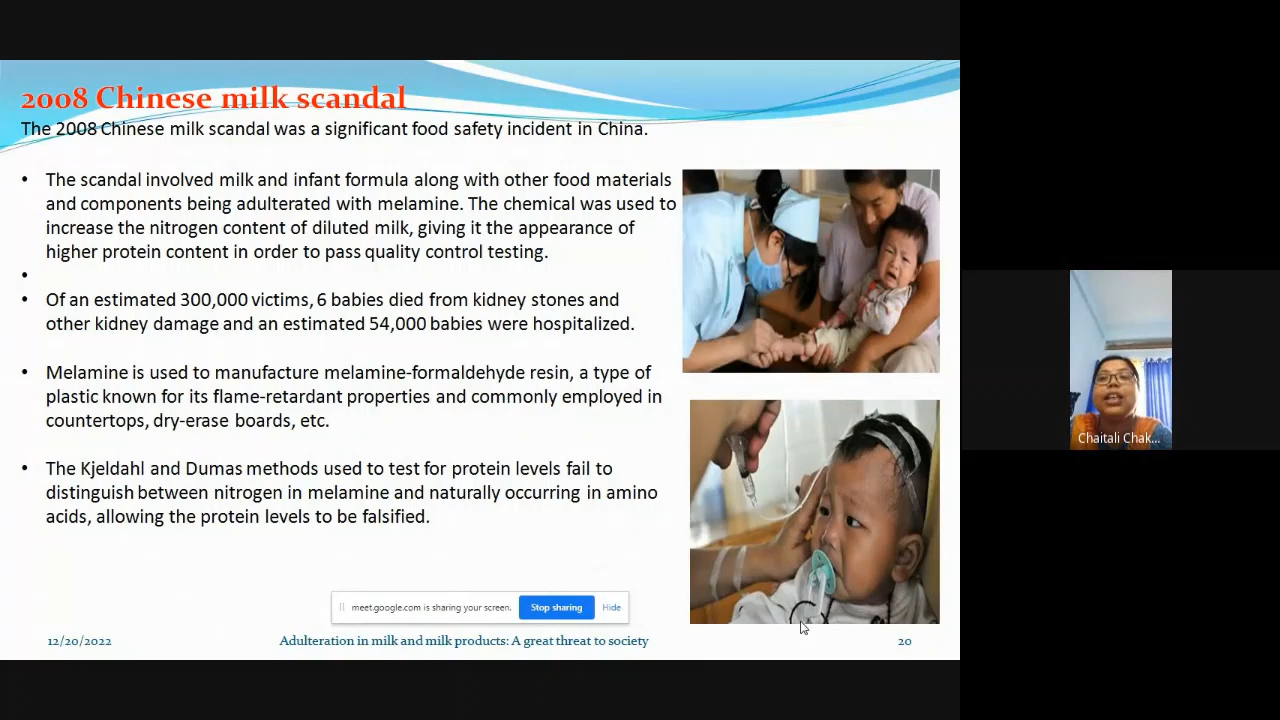 2008 Chinese milk scandal
The 2008 Chinese milk scandal was a significant food safety incident in China.
• The scandal involved milk and infant formula along with other food materials
and components being adulterated with melamine. The chemical was used to
increase the nitrogen content of diluted milk, giving it the appearance of
higher protein content in order to pass quality control testing.
•
• Of an estimated 300,000 victims, 6 babies died from kidney stones and
other kidney damage and an estimated 54,000 babies were hospitalized.
• Melamine is used to manufacture melamine-formaldehyde resin, a type of
plastic known for its flame-retardant properties and commonly employed in
countertops, dry-erase boards, etc.
• The Kjeldahl and Dumas methods used to test for protein levels fail to
distinguish between nitrogen in melamine and naturally occurring in amino
acids, allowing the protein levels to be falsified.
meet.google.com is sharing your screen. Stop sharing Hide
12/20/2022 Adulteration in milk and milk products: A great threat to society 20
Chaitali Chak...